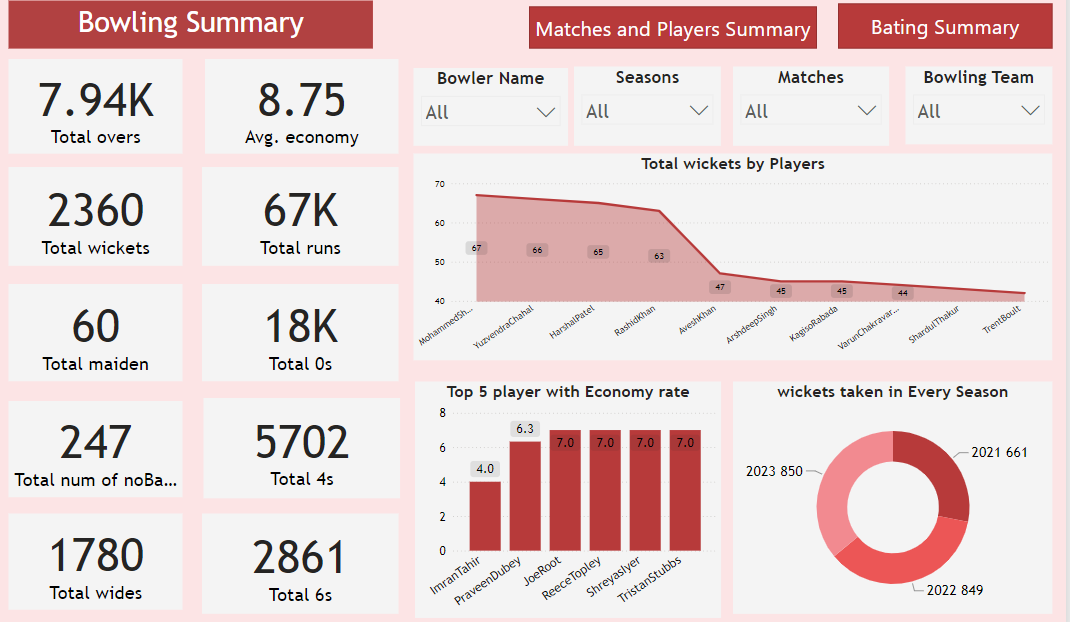 Bowling Summary
Matches and Players Summary
Bating Summary
7.94K
Total overs
8.75
Avg. economy
2360
Total wickets
67K
Total runs
60
Total maiden
18K
Total 0s
247
Total num of noBa...
5702
Total 4s
1780
Total wides
2861
Total 6s
Bowler Name
All
Seasons
All
Matches
All
Bowling Team
All
Total wickets by Players
70
60
50
40
67
66
65
63
47
45
45
44
MohammedSh...
YuzvendraChahal
HarshalPatel
RashidKhan
AveshKhan
ArshdeepSingh
KagisoRabada
VarunChakravar...
ShardulThakur
TrentBoult
Top 5 player with Economy rate
8
6
4
2
0
4.0
6.3
7.0
7.0
7.0
7.0
ImranTahir
PraveenDubey
JoeRoot
ReeceTopley
ShreyasIyer
TristanStubbs
wickets taken in Every Season
2021 661
2023 850
2022 849